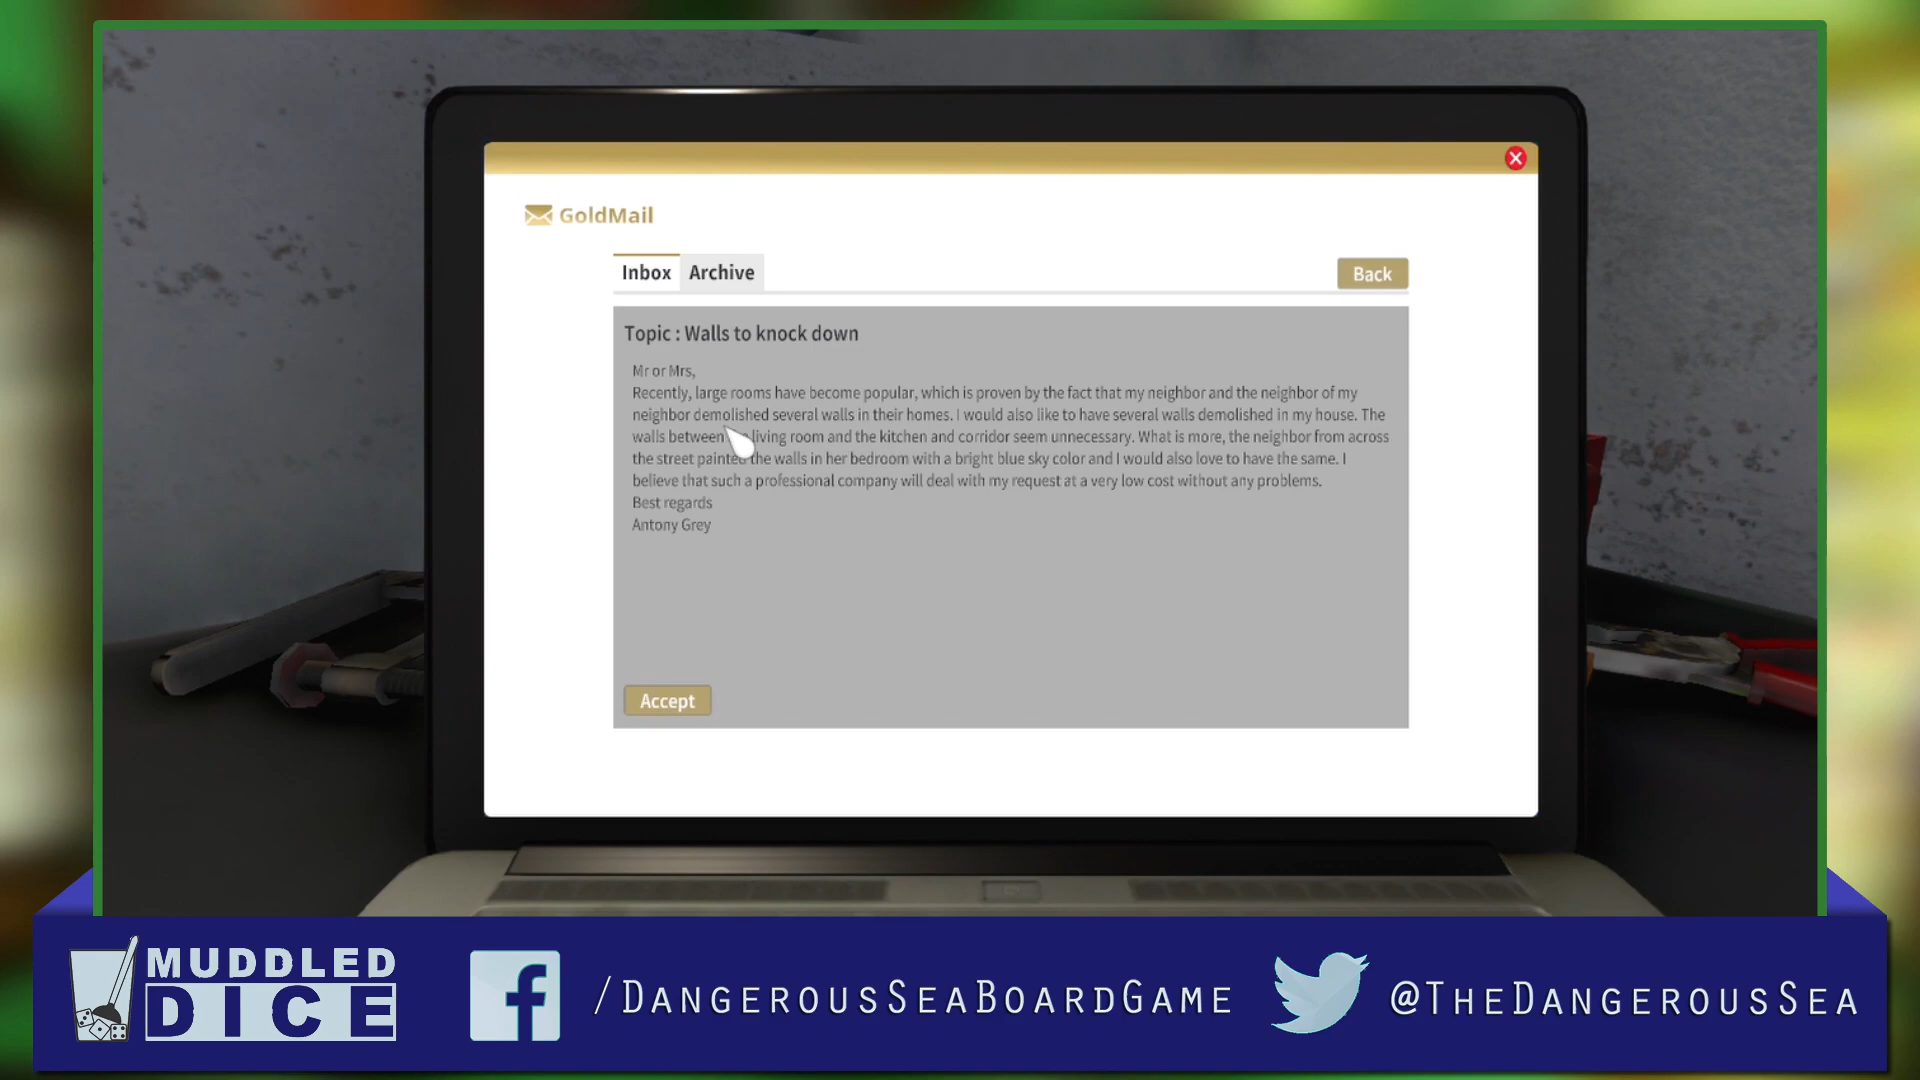 GoldMail
Inbox
Archive
Back
Topic : Walls to knock down
Mr or Mrs,
Recently, large rooms have become popular, which is proven by the fact that my neighbor and the neighbor of my
neighbor demolished several walls in their homes. I would also like to have several walls demolished in my house. The
walls between living room and the kitchen and corridor seem unnecessary. What is more, the neighbor from across
the street painted the walls in her bedroom with a bright blue sky color and I would also love to have the same. I
believe that such a professional company will deal with my request at a very low cost without any problems.
Best regards
Antony Grey
Accept
MUDDLED
DICE
/DANGEROUSSEABOARDGAME
@THEDANGEROUSSEA